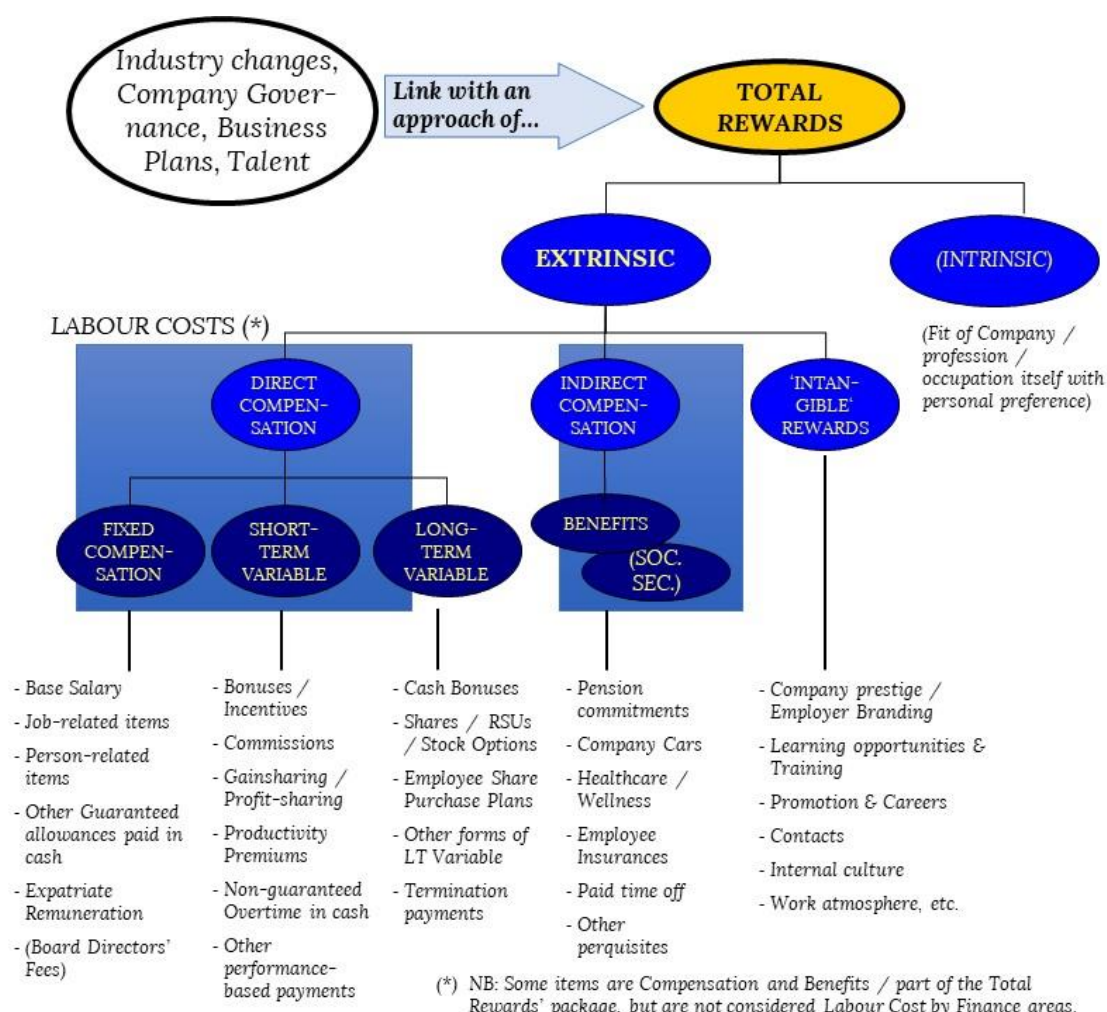 Industry changes,
Company Gover-
nance, Business
Plans, Talent
Link with an
approach of...
TOTAL
REWARDS
EXTRINSIC
(INTRINSIC)
(Fit of Company /
profession /
occupation itself with
personal preference)
LABOUR COSTS (*)
DIRECT
COMPEN-
SATION
INDIRECT
COMPEN-
SATION
‘INTAN-
GIBLE‘
REWARDS
FIXED
COMPEN-
SATION
SHORT-
TERM
VARIABLE
LONG-
TERM
VARIABLE
BENEFITS
(SOC.
SEC.)
- Base Salary
- Job-related items
- Person-related
items
- Other Guaranteed
allowances paid in
cash
- Expatriate
Remuneration
- (Board Directors'
Fees)
- Bonuses /
Incentives
- Commissions
- Gainsharing /
Profit-sharing
- Productivity
Premiums
- Non-guaranteed
Overtime in cash
- Other
performance-
based payments
- Cash Bonuses
- Shares / RSUs
/ Stock Options
- Employee Share
Purchase Plans
- Other forms of
LT Variable
- Termination
payments
- Pension
commitments
- Company Cars
- Healthcare /
Wellness
- Employee
Insurances
- Paid time off
- Other
perquisites
- Company prestige /
Employer Branding
- Learning opportunities &
Training
- Promotion & Careers
- Contacts
- Internal culture
- Work atmosphere, etc.
(*) NB: Some items are Compensation and Benefits / part of the Total
Rewards' package, but are not considered Labour Cost by Finance areas.